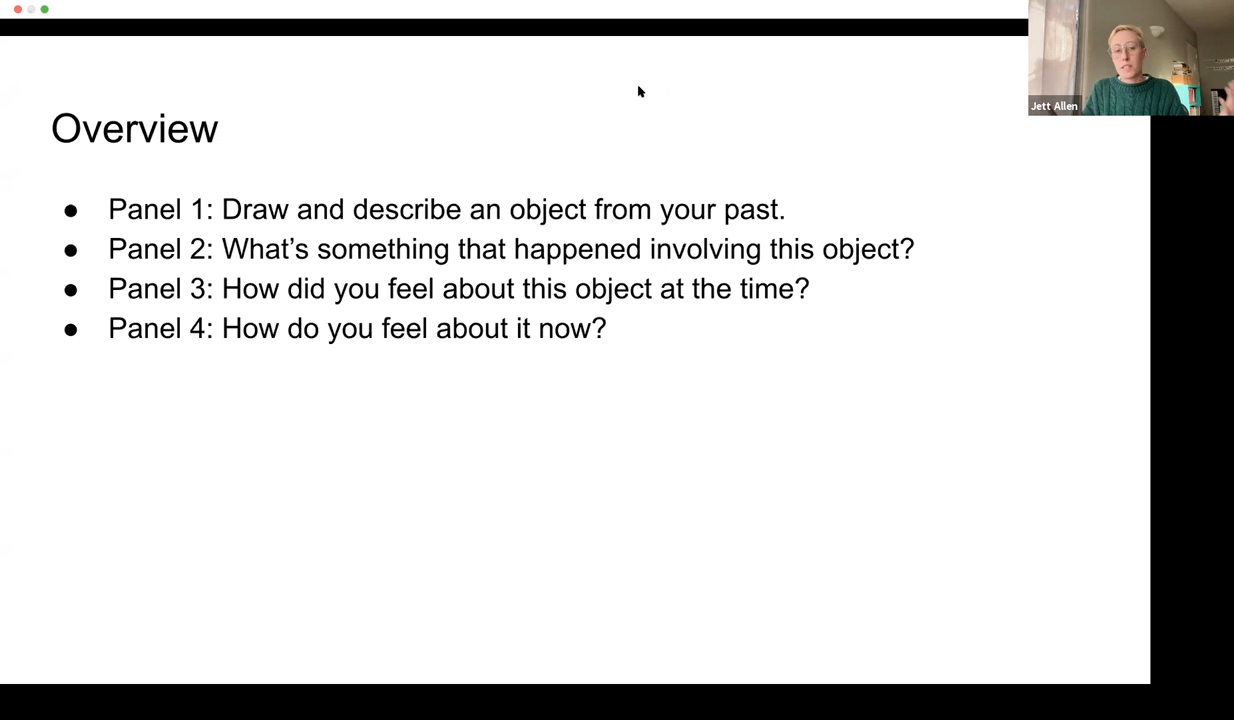 Jett Allen
Overview
● Panel 1: Draw and describe an object from your past.
● Panel 2: What’s something that happened involving this object?
● Panel 3: How did you feel about this object at the time?
● Panel 4: How do you feel about it now?